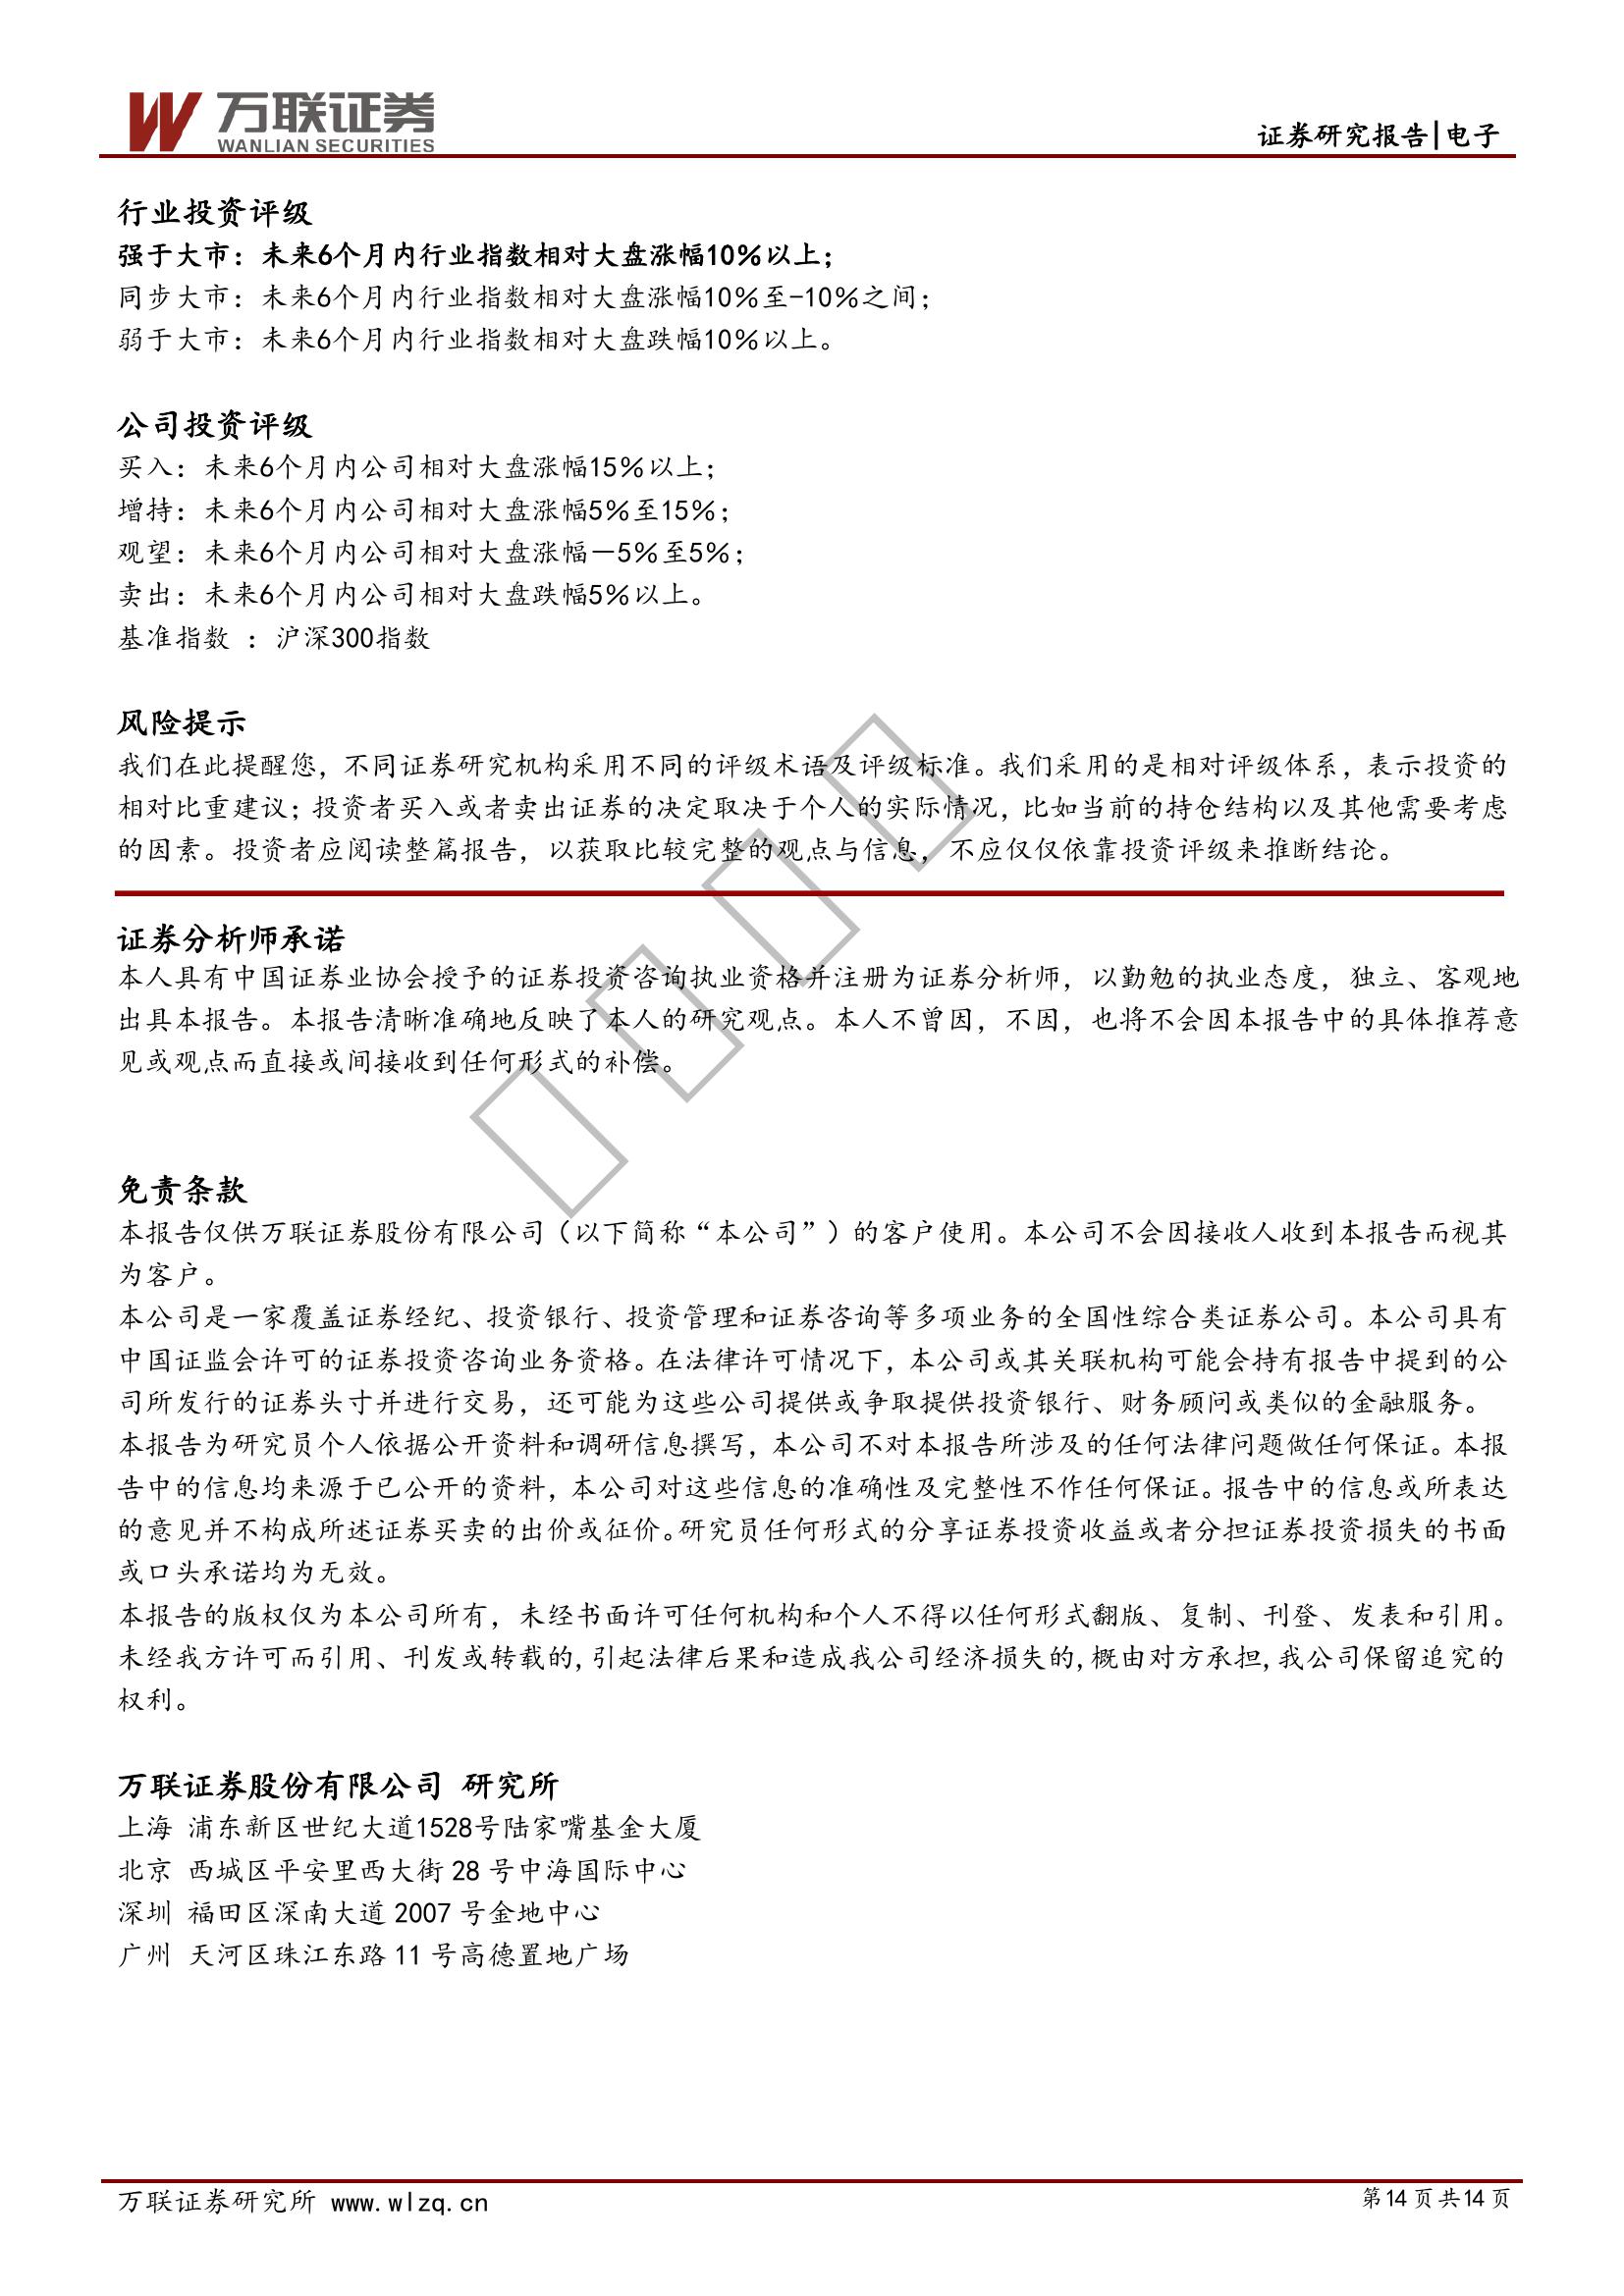 万联证券
WANLIAN SECURITIES
证券研究报告|电子
行业投资评级
强于大市：未来6个月内行业指数相对大盘涨幅10％以上；
同步大市：未来6个月内行业指数相对大盘涨幅10％至-10％之间；
弱于大市：未来6个月内行业指数相对大盘跌幅10％以上。
公司投资评级
买入：未来6个月内公司相对大盘涨幅15％以上；
增持：未来6个月内公司相对大盘涨幅5％至15％；
观望：未来6个月内公司相对大盘涨幅－5％至5％；
卖出：未来6个月内公司相对大盘跌幅5％以上。
基准指数 ：沪深300指数
风险提示
我们在此提醒您，不同证券研究机构采用不同的评级术语及评级标准。我们采用的是相对评级体系，表示投资的
相对比重建议；投资者买入或者卖出证券的决定取决于个人的实际情况，比如当前的持仓结构以及其他需要考虑
的因素。投资者应阅读整篇报告，以获取比较完整的观点与信息，不应仅仅依靠投资评级来推断结论。
证券分析师承诺
本人具有中国证券业协会授予的证券投资咨询执业资格并注册为证券分析师，以勤勉的执业态度，独立、客观地
出具本报告。本报告清晰准确地反映了本人的研究观点。本人不曾因，不因，也将不会因本报告中的具体推荐意
见或观点而直接或间接收到任何形式的补偿。
免责条款
本报告仅供万联证券股份有限公司（以下简称“本公司”）的客户使用。本公司不会因接收人收到本报告而视其
为客户。
本公司是一家覆盖证券经纪、投资银行、投资管理和证券咨询等多项业务的全国性综合类证券公司。本公司具有
中国证监会许可的证券投资咨询业务资格。在法律许可情况下，本公司或其关联机构可能会持有报告中提到的公
司所发行的证券头寸并进行交易，还可能为这些公司提供或争取提供投资银行、财务顾问或类似的金融服务。
本报告为研究员个人依据公开资料和调研信息撰写，本公司不对本报告所涉及的任何法律问题做任何保证。本报
告中的信息均来源于已公开的资料，本公司对这些信息的准确性及完整性不作任何保证。报告中的信息或所表达
的意见并不构成所述证券买卖的出价或征价。研究员任何形式的分享证券投资收益或者分担证券投资损失的书面
或口头承诺均为无效。
本报告的版权仅为本公司所有，未经书面许可任何机构和个人不得以任何形式翻版、复制、刊登、发表和引用。
未经我方许可而引用、刊发或转载的,引起法律后果和造成我公司经济损失的,概由对方承担,我公司保留追究的
权利。
万联证券股份有限公司 研究所
上海 浦东新区世纪大道1528号陆家嘴基金大厦
北京 西城区平安里西大街 28 号中海国际中心
深圳 福田区深南大道 2007 号金地中心
广州 天河区珠江东路 11 号高德置地广场
万联证券研究所 www.wlzq.cn
第14 页 共14 页